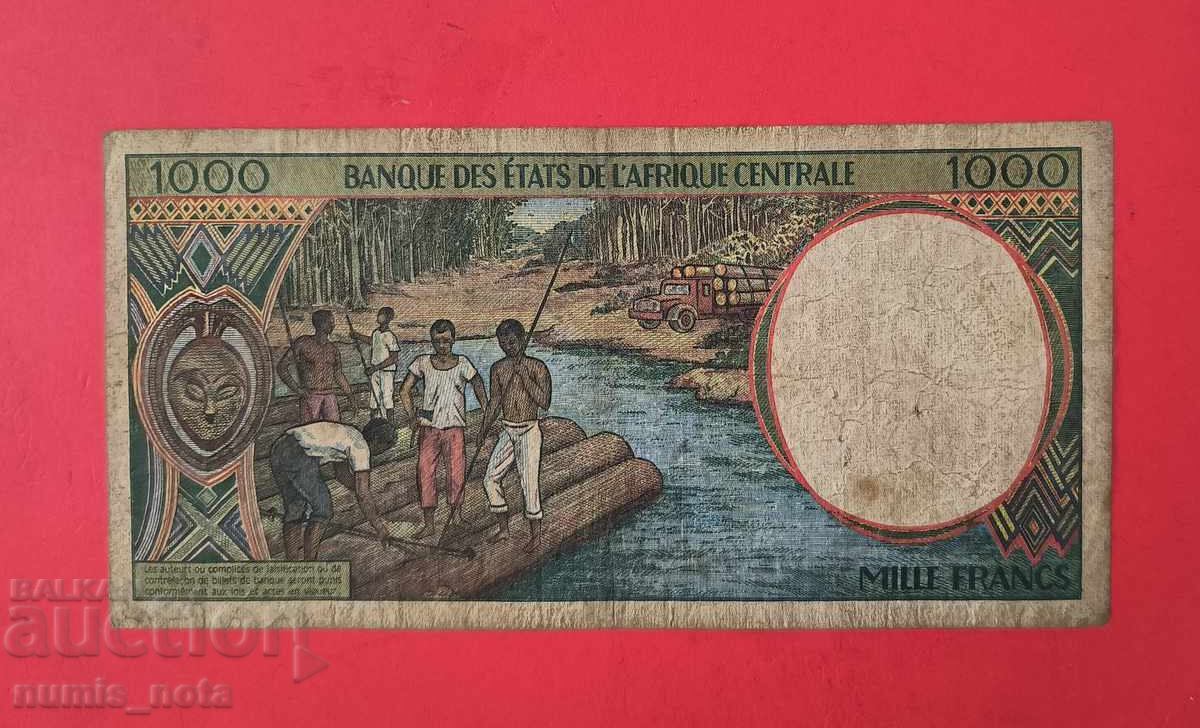 1000
BANQUE DES ÉTATS DE L'AFRIQUE CENTRALE
1000
Les auteurs ou complices de falsification ou de
contrefaçon de billets de banque seront punis
conformément aux lois et actes en vigueur.
MILLE FRANCS
BALKAN
auction
numis_nota